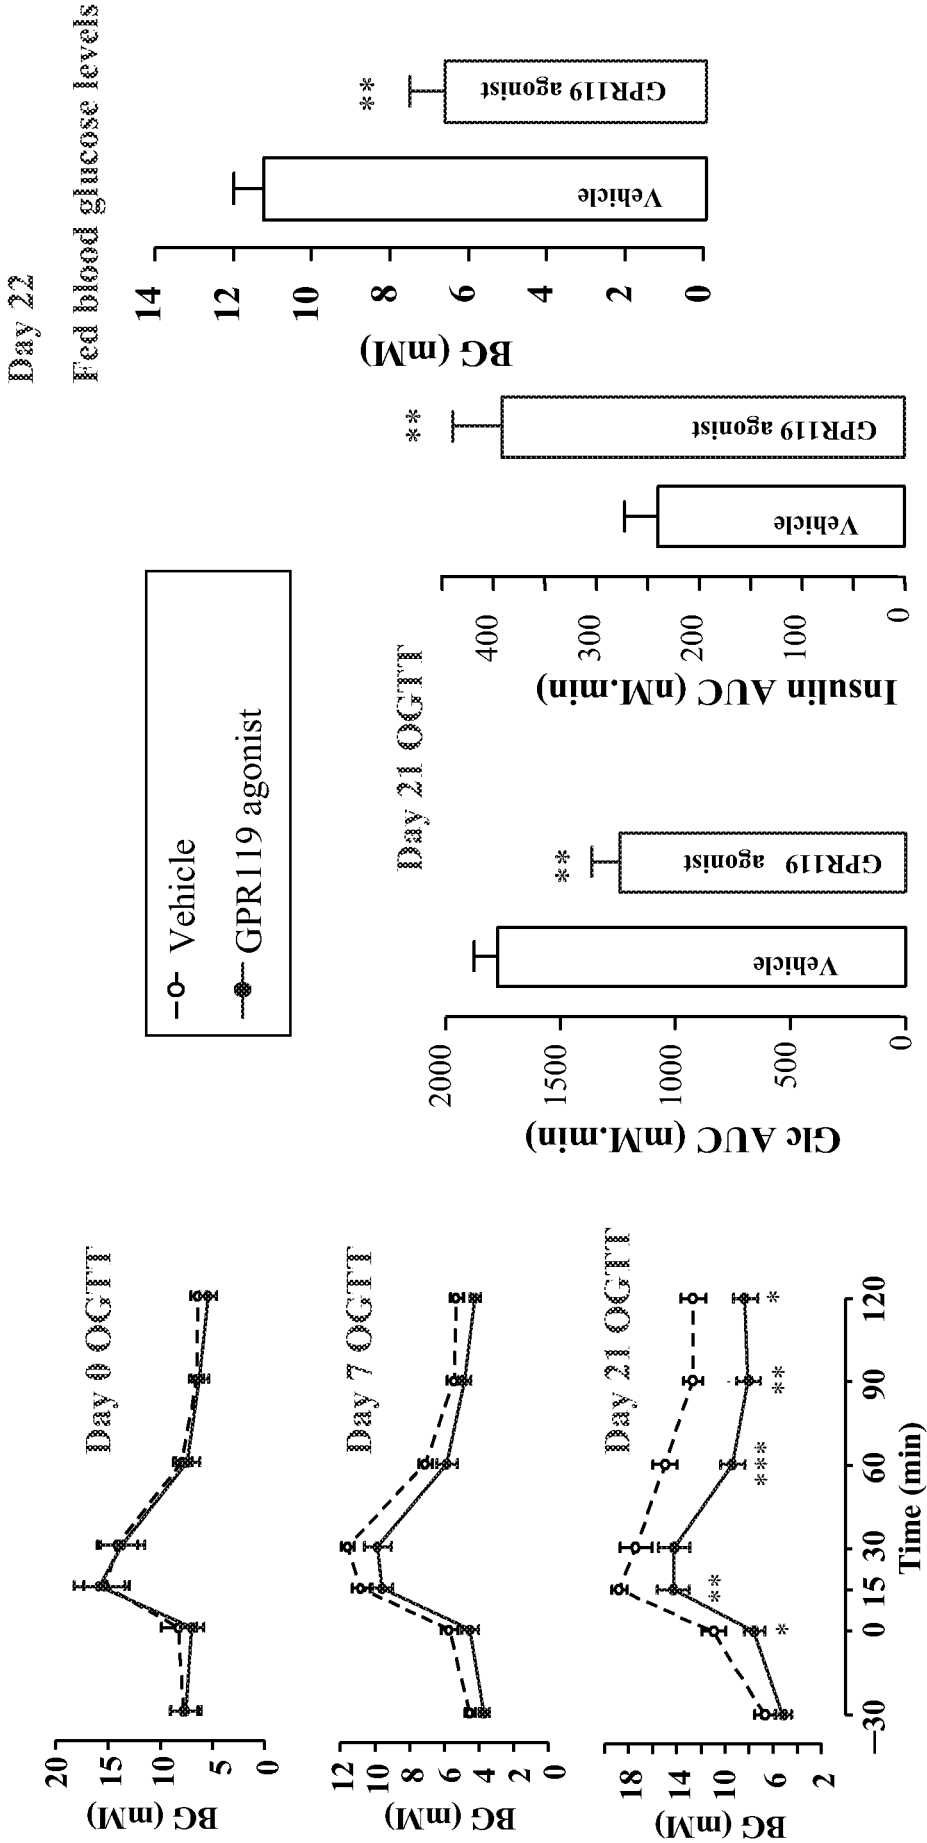 Day 0 OGTT
BG (mM)
20
15
10
5
0
Day 7 OGTT
BG (mM)
12
10
8
6
4
0
Day 21 OGTT
BG (mM)
18
14
10
6
2
−30
0
15
30
60
90
120
Time (min)
Vehicle
GPR119 agonist
Day 21 OGTT
Glc AUC (mM.min)
2000
1500
1000
500
0
Vehicle
GPR119 agonist
**
Insulin AUC (nM.min)
400
300
200
100
0
Vehicle
GPR119 agonist
**
Day 22
Fed blood glucose levels
BG (mM)
14
12
10
8
6
4
2
0
Vehicle
GPR119 agonist
**
*
**
***
**
*